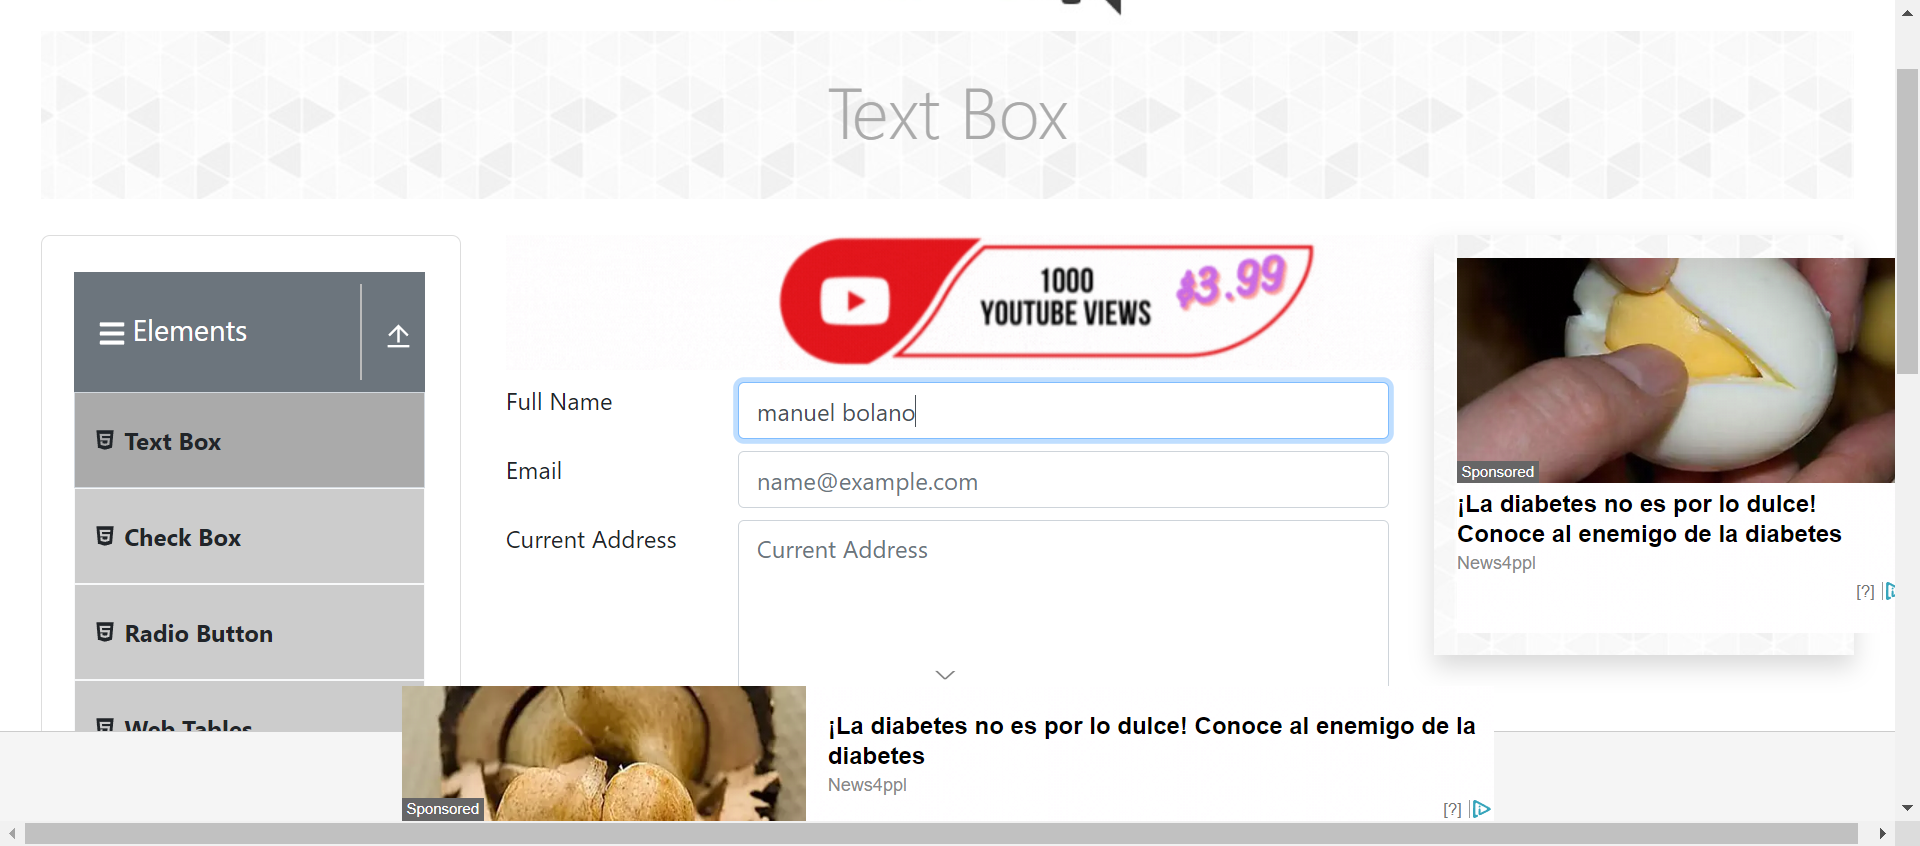 Text Box
Elements
Text Box
Check Box
Radio Button
Web Tables
1000
YOUTUBE VIEWS
$3.99
Full Name
manuel bolano
Email
name@example.com
Current Address
Current Address
Sponsored
¡La diabetes no es por lo dulce!
Conoce al enemigo de la diabetes
News4ppl
[?]
Sponsored
¡La diabetes no es por lo dulce! Conoce al enemigo de la
diabetes
News4ppl
[?]